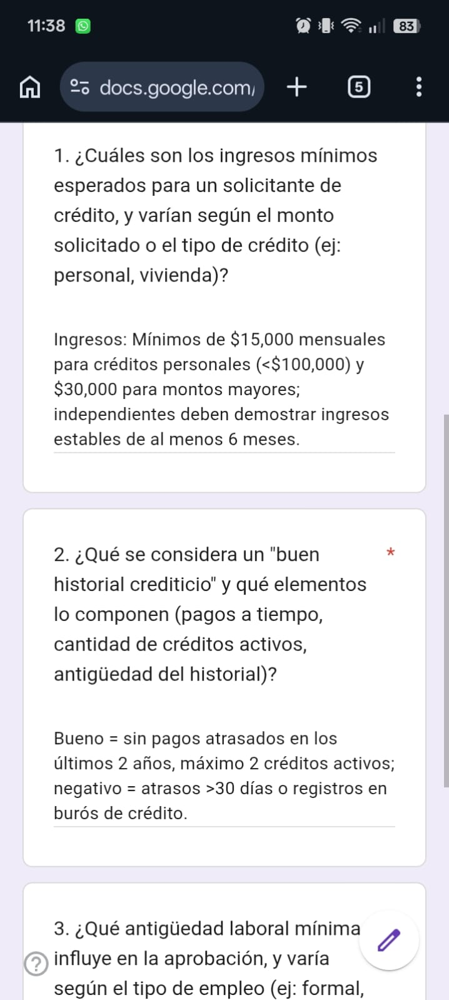 11:38
83
docs.google.com/
5
1. ¿Cuáles son los ingresos mínimos
esperados para un solicitante de
crédito, y varían según el monto
solicitado o el tipo de crédito (ej:
personal, vivienda)?
Ingresos: Mínimos de $15,000 mensuales
para créditos personales (<$100,000) y
$30,000 para montos mayores;
independientes deben demostrar ingresos
estables de al menos 6 meses.
2. ¿Qué se considera un "buen *
historial crediticio" y qué elementos
lo componen (pagos a tiempo,
cantidad de créditos activos,
antigüedad del historial)?
Bueno = sin pagos atrasados en los
últimos 2 años, máximo 2 créditos activos;
negativo = atrasos >30 días o registros en
burós de crédito.
3. ¿Qué antigüedad laboral mínima
influye en la aprobación, y varía
según el tipo de empleo (ej: formal,